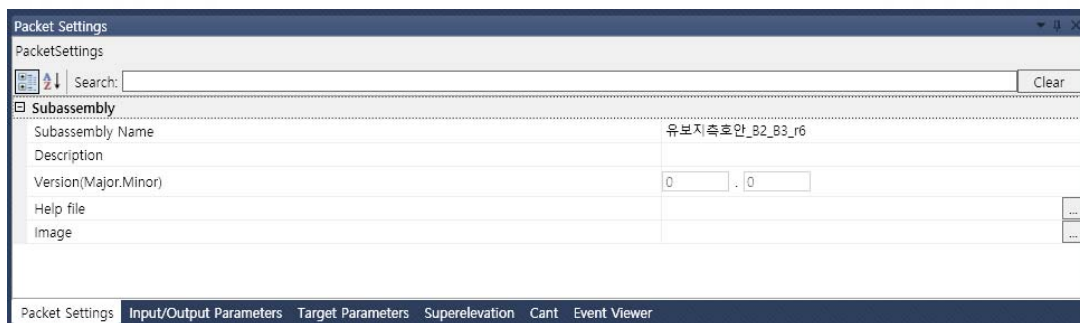 Packet Settings
PacketSettings
Search: Clear
Subassembly
Subassembly Name 유보지측호안_B2_B3_r6
Description
Version(Major.Minor) 0 . 0
Help file ...
Image ...
Packet Settings Input/Output Parameters Target Parameters Superelevation Cant Event Viewer